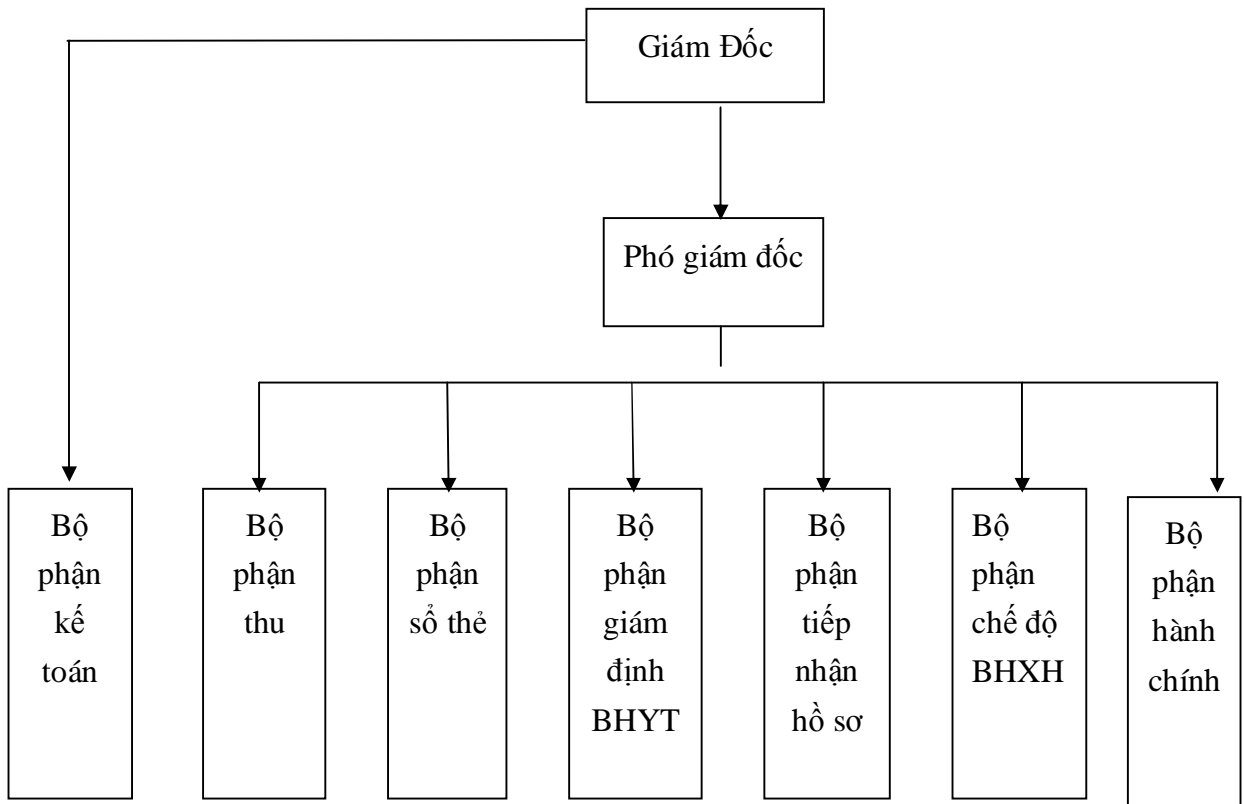 Giám Đốc
Phó giám đốc
Bộ
phận
kế
toán
Bộ
phận
thu
Bộ
phận
sổ thẻ
Bộ
phận
giám
định
BHYT
Bộ
phận
tiếp
nhận
hồ sơ
Bộ
phận
chế độ
BHXH
Bộ
phận
hành
chính